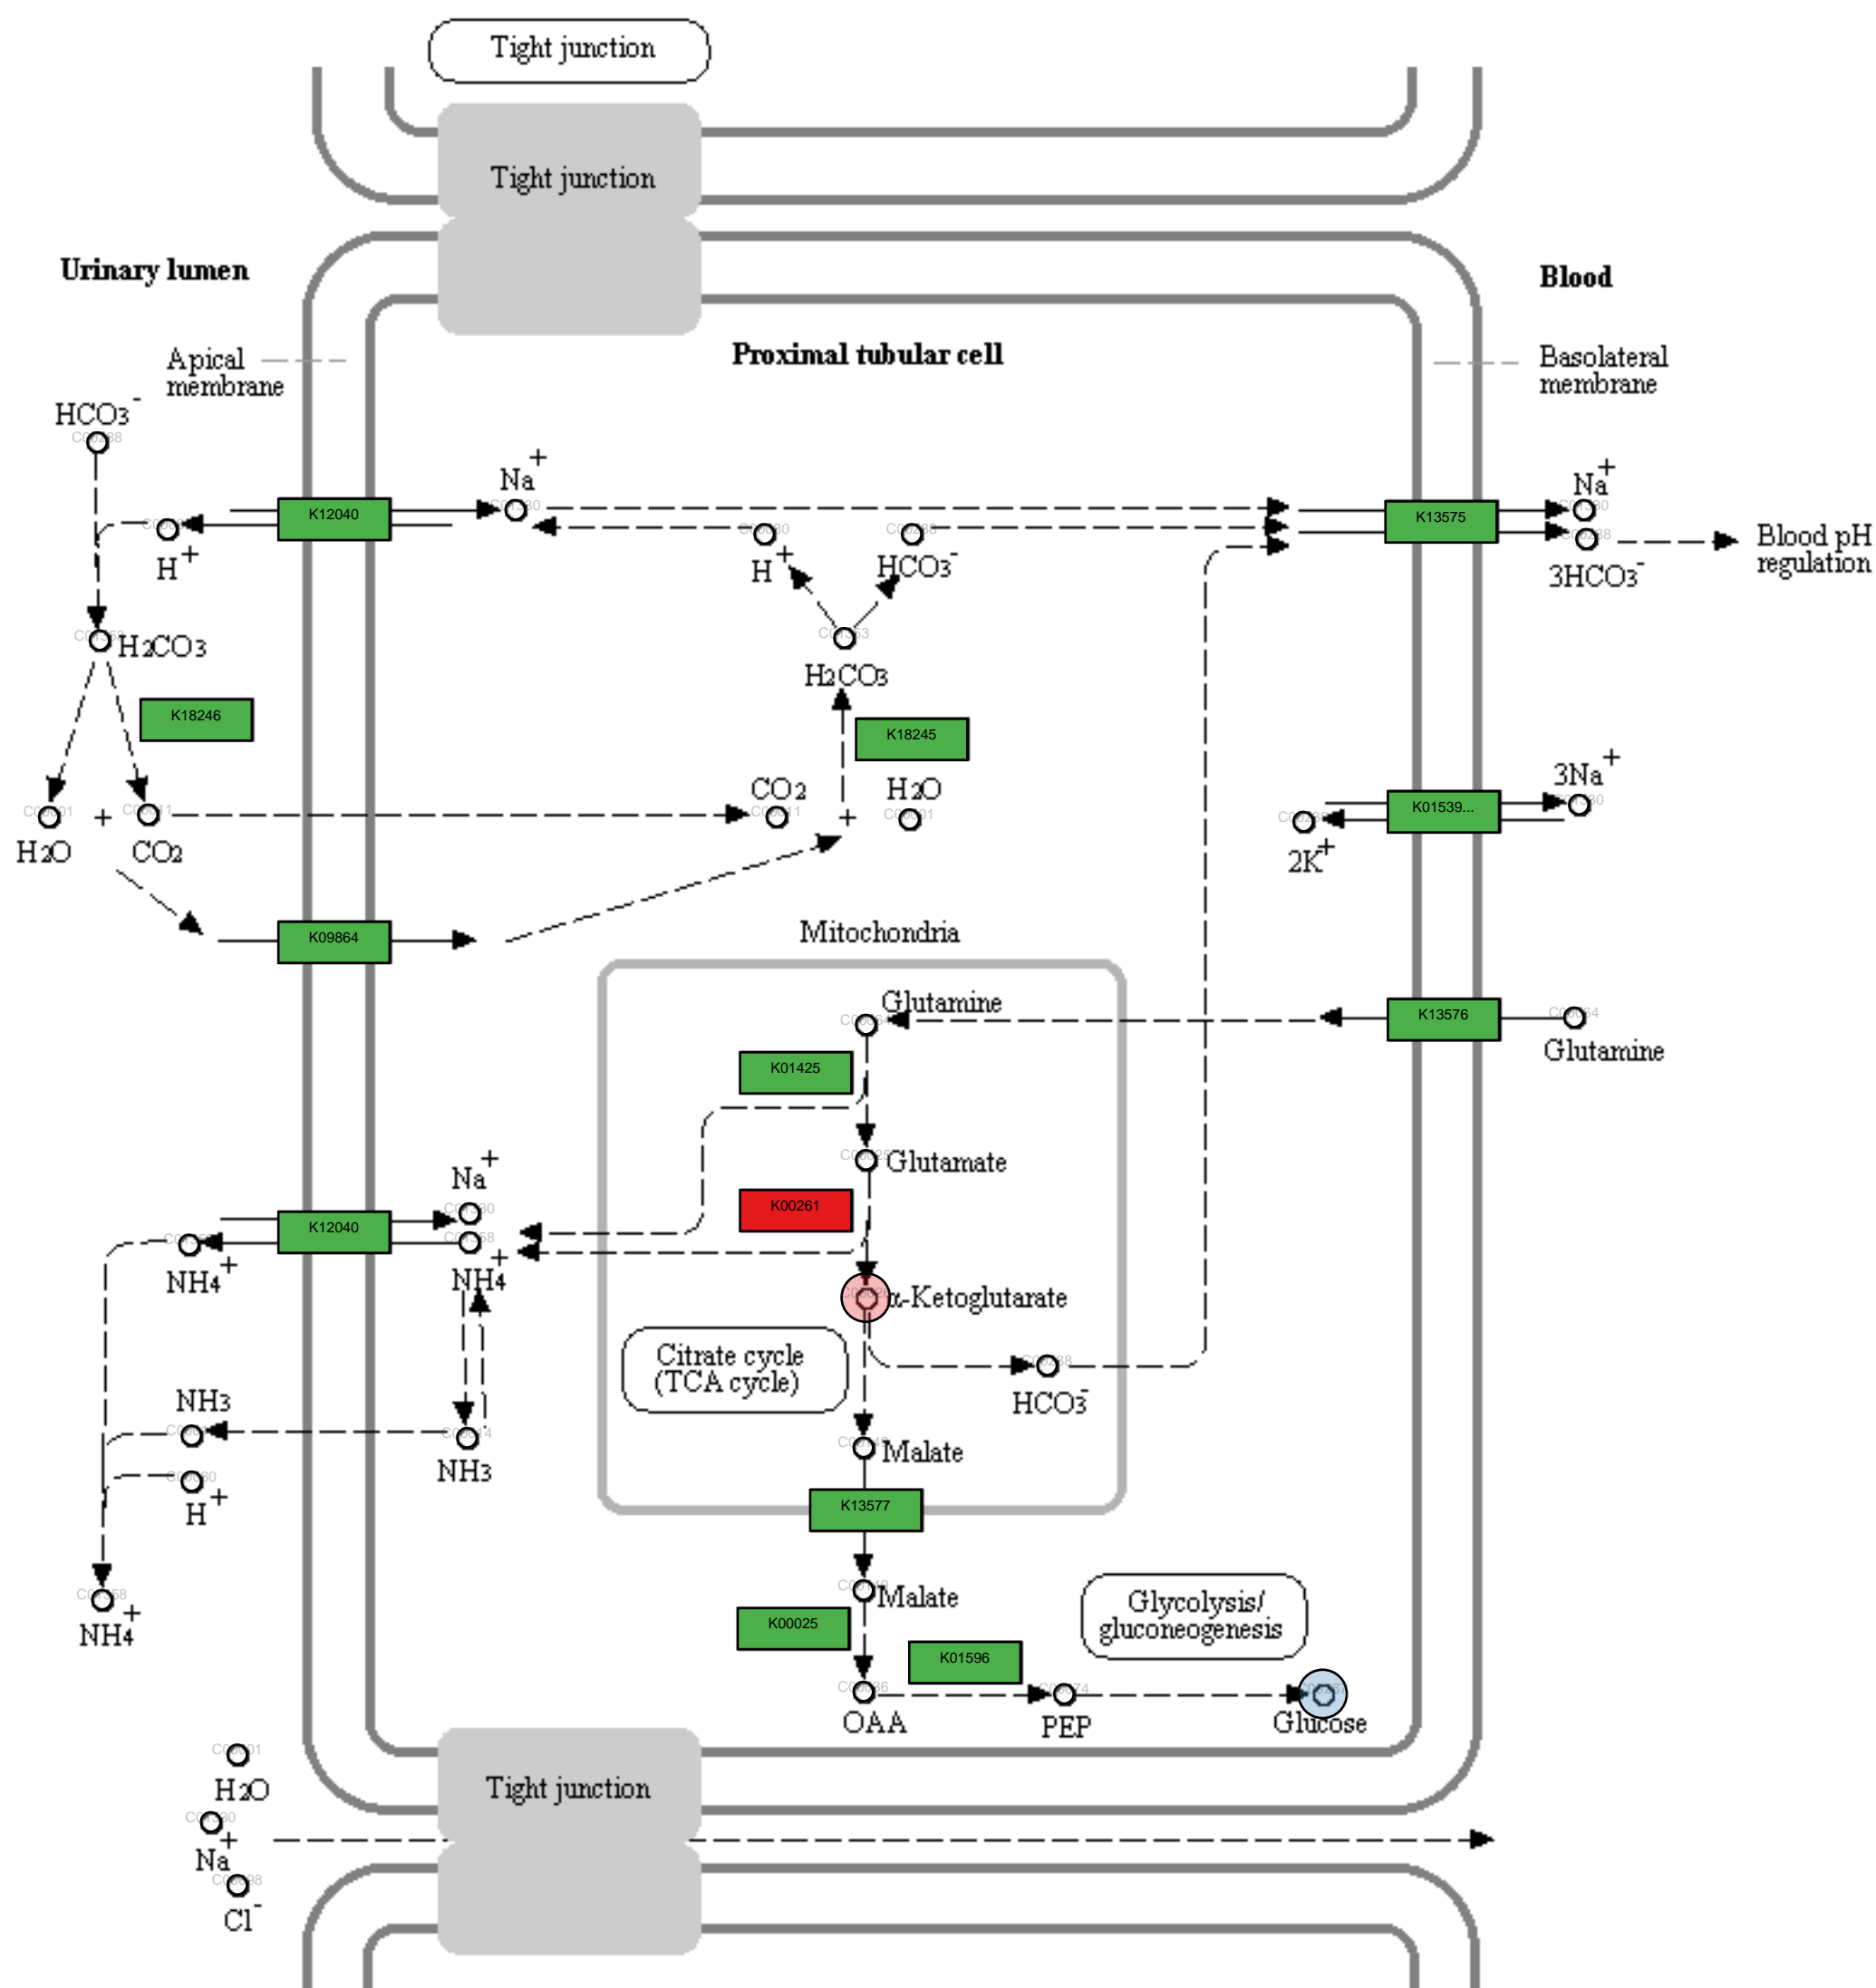 Tight junction
Tight junction
Urinary lumen
Blood
Proximal tubular cell
Apical
membrane
Basolateral
membrane
HCO3-
Na+
Na+
K12040
K13575
H+
H+
HCO3-
3HCO3-
Blood pH
regulation
H2CO3
H2CO3
K18246
K18245
CO2
H2O
3Na+
K01539...
+
+
H2O
CO2
2K+
K09864
Mitochondria
Glutamine
K13576
Glutamine
K01425
Glutamate
Na+
K00261
K12040
NH4+
NH4+
α-Ketoglutarate
Citrate cycle
(TCA cycle)
HCO3-
NH3
NH3
Malate
H+
K13577
Malate
NH4+
K00025
Glycolysis/
gluconeogenesis
K01596
OAA
PEP
Glucose
H2O
Tight junction
Na+
Cl-